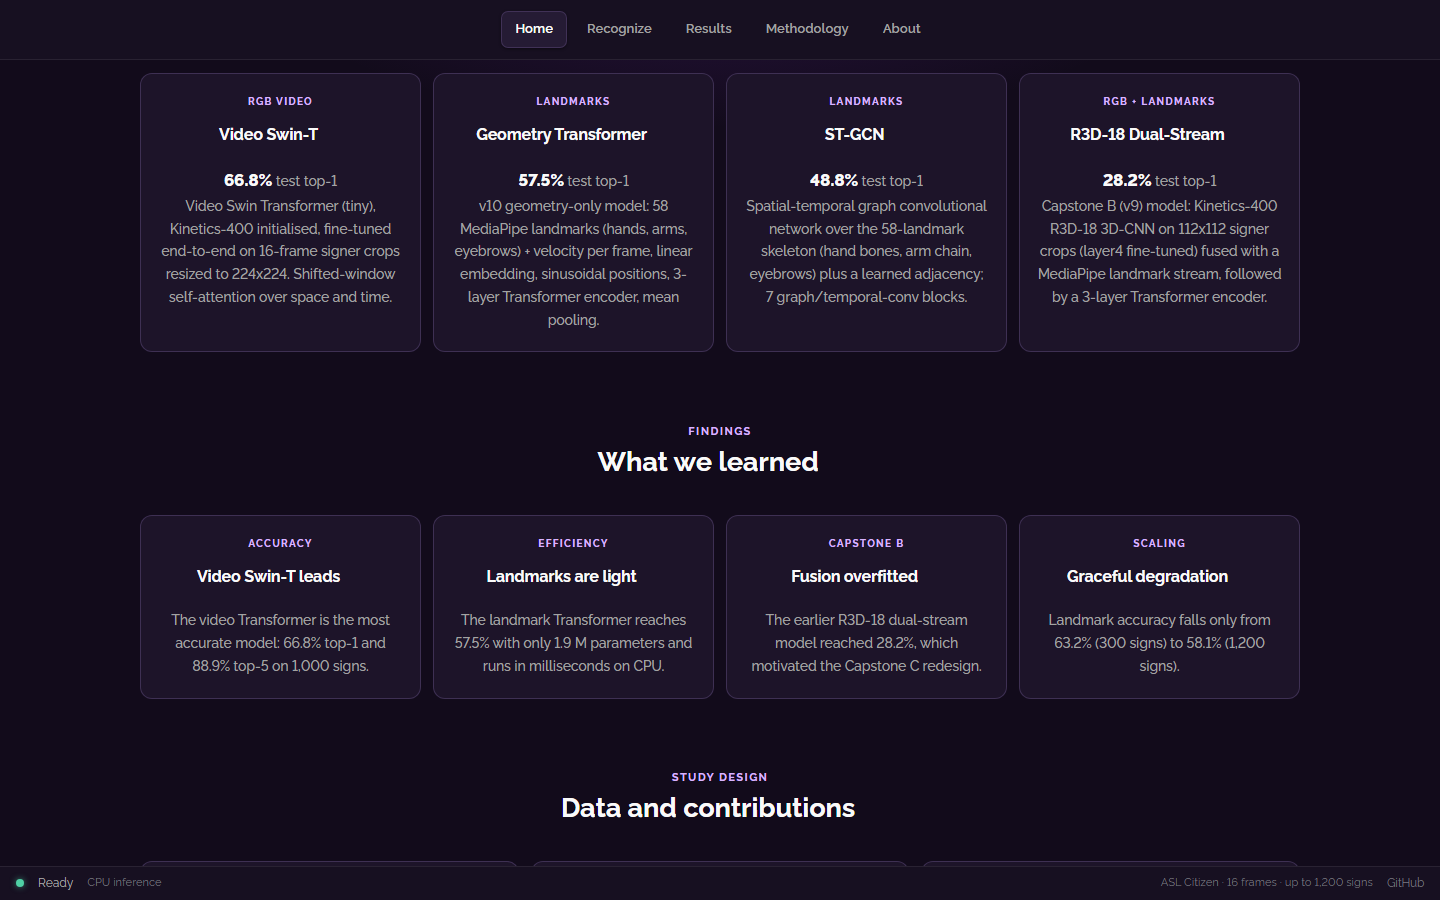 Home Recognize Results Methodology About
RGB VIDEO
Video Swin-T
66.8% test top-1
Video Swin Transformer (tiny),
Kinetics-400 initialised, fine-tuned
end-to-end on 16-frame signer crops
resized to 224x224. Shifted-window
self-attention over space and time.
LANDMARKS
Geometry Transformer
57.5% test top-1
v10 geometry-only model: 58
MediaPipe landmarks (hands, arms,
eyebrows) + velocity per frame, linear
embedding, sinusoidal positions, 3-
layer Transformer encoder, mean
pooling.
LANDMARKS
ST-GCN
48.8% test top-1
Spatial-temporal graph convolutional
network over the 58-landmark
skeleton (hand bones, arm chain,
eyebrows) plus a learned adjacency;
7 graph/temporal-conv blocks.
RGB + LANDMARKS
R3D-18 Dual-Stream
28.2% test top-1
Capstone B (v9) model: Kinetics-400
R3D-18 3D-CNN on 112x112 signer
crops (layer4 fine-tuned) fused with a
MediaPipe landmark stream, followed
by a 3-layer Transformer encoder.
FINDINGS
What we learned
ACCURACY
Video Swin-T leads
The video Transformer is the most
accurate model: 66.8% top-1 and
88.9% top-5 on 1,000 signs.
EFFICIENCY
Landmarks are light
The landmark Transformer reaches
57.5% with only 1.9 M parameters and
runs in milliseconds on CPU.
CAPSTONE B
Fusion overfitted
The earlier R3D-18 dual-stream
model reached 28.2%, which
motivated the Capstone C redesign.
SCALING
Graceful degradation
Landmark accuracy falls only from
63.2% (300 signs) to 58.1% (1,200
signs).
STUDY DESIGN
Data and contributions
Ready CPU inference
ASL Citizen · 16 frames · up to 1,200 signs GitHub